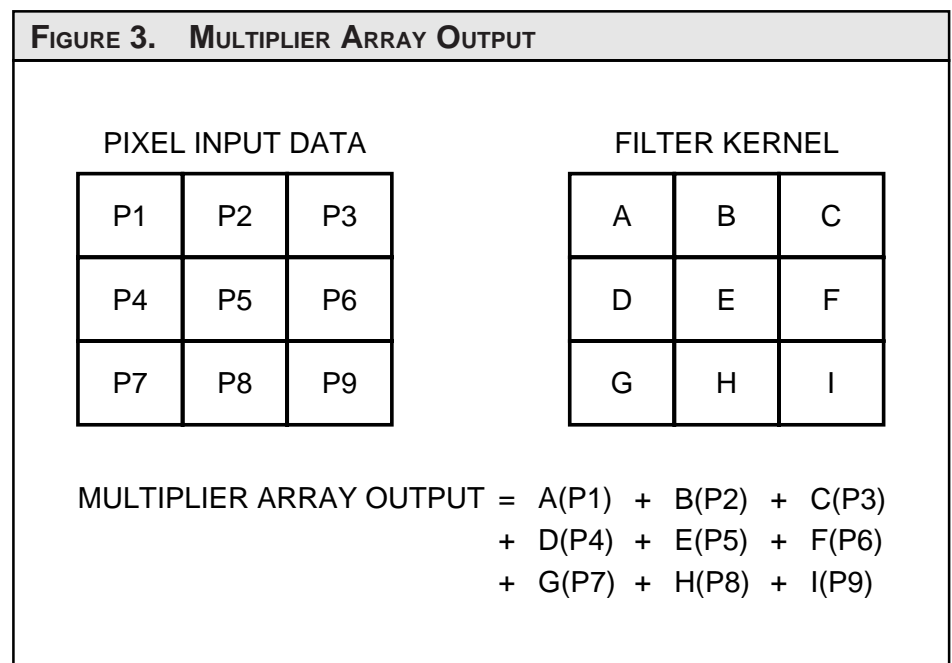 FIGURE 3. MULTIPLIER ARRAY OUTPUT
PIXEL INPUT DATA
P1 P2 P3
P4 P5 P6
P7 P8 P9
FILTER KERNEL
A B C
D E F
G H I
MULTIPLIER ARRAY OUTPUT = A(P1) + B(P2) + C(P3)
+ D(P4) + E(P5) + F(P6)
+ G(P7) + H(P8) + I(P9)